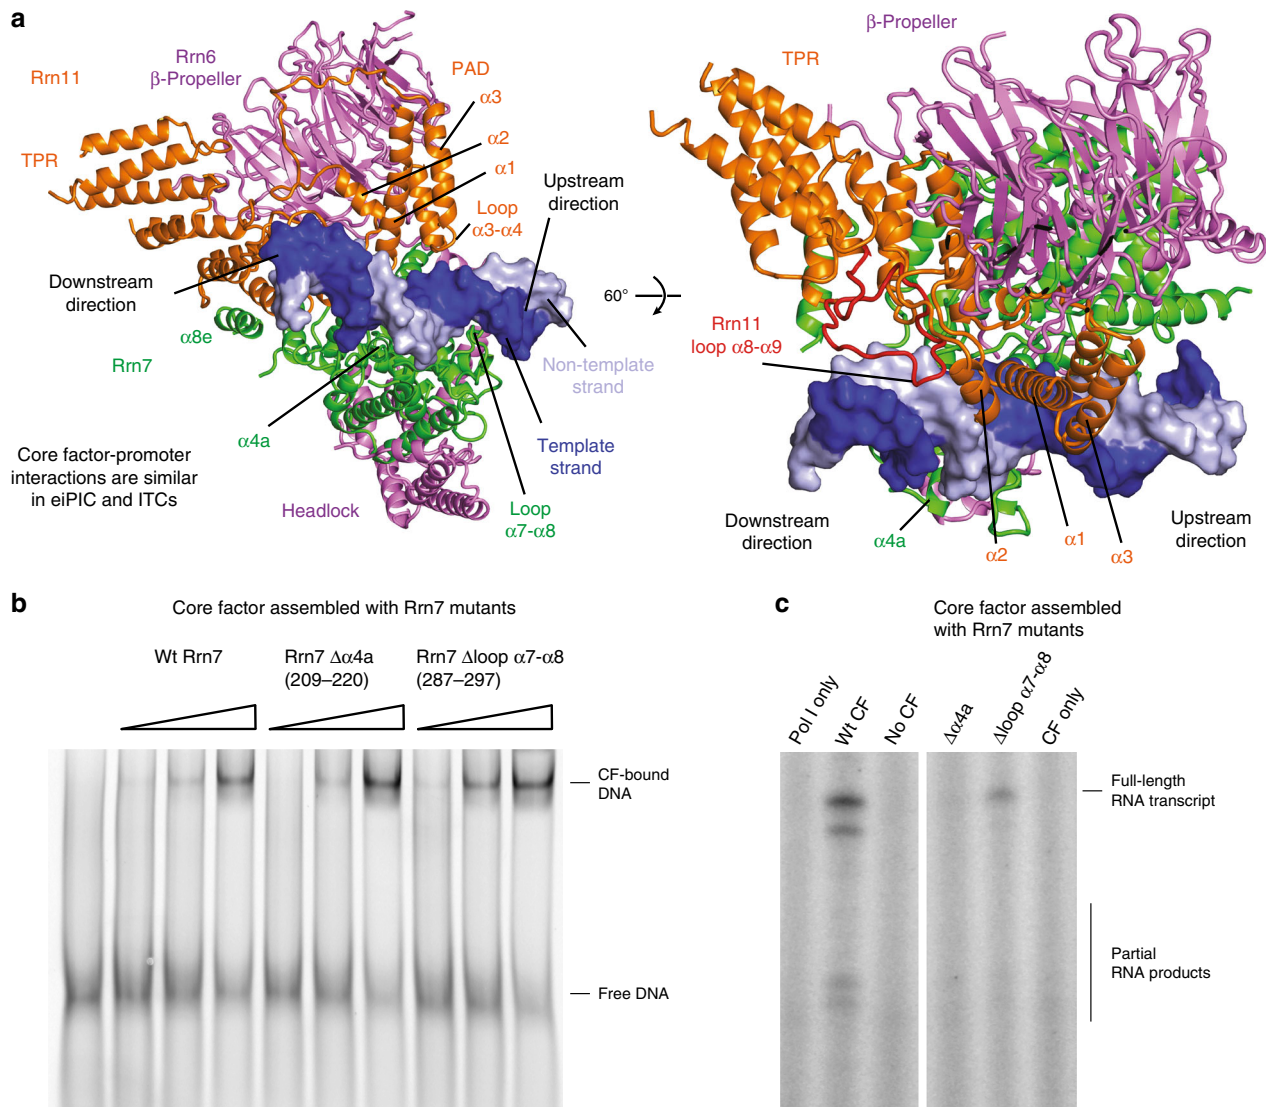 a
Rrn11
Rrn6
β-Propeller
PAD
α3
α2
α1
TPR
Loop
α3-α4
Upstream
direction
Downstream
direction
α8e
Rrn7
α4a
Non-template
strand
Template
strand
Core factor-promoter
interactions are similar
in eiPIC and ITCs
Headlock
Loop
α7-α8
60°
β-Propeller
TPR
Rrn11
loop α8-α9
Downstream
direction
α4a
α2
α1
α3
Upstream
direction
b
Core factor assembled with Rrn7 mutants
Wt Rrn7
Rrn7 Δα4a
(209–220)
Rrn7 Δloop α7-α8
(287–297)
CF-bound
DNA
Free DNA
c
Core factor assembled
with Rrn7 mutants
Pol I only
Wt CF
No CF
Δα4a
Δloop α7-α8
CF only
Full-length
RNA transcript
Partial
RNA products